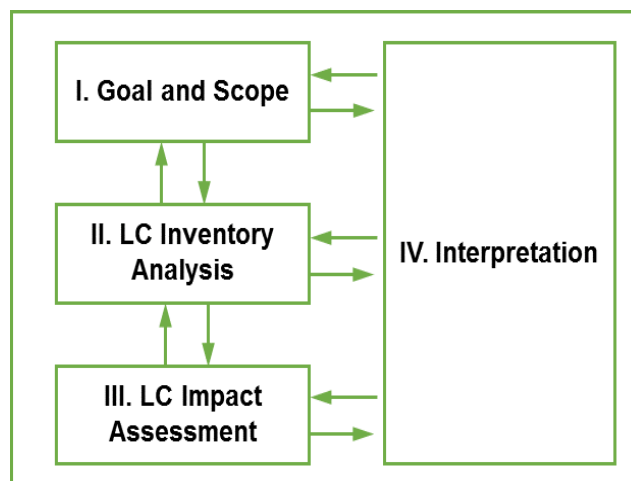 I. Goal and Scope
II. LC Inventory
Analysis
III. LC Impact
Assessment
IV. Interpretation